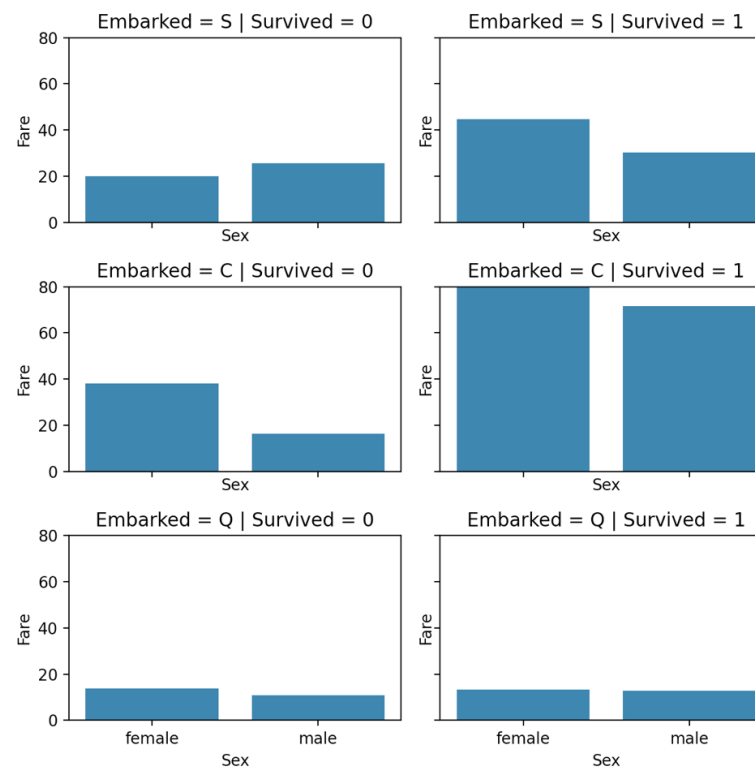 Embarked = S | Survived = 0
Embarked = S | Survived = 1
80
60
40
20
0
Fare
Fare
Sex
Sex
Embarked = C | Survived = 0
Embarked = C | Survived = 1
80
60
40
20
0
Fare
Fare
Sex
Sex
Embarked = Q | Survived = 0
Embarked = Q | Survived = 1
80
60
40
20
0
Fare
Fare
female
male
female
male
Sex
Sex